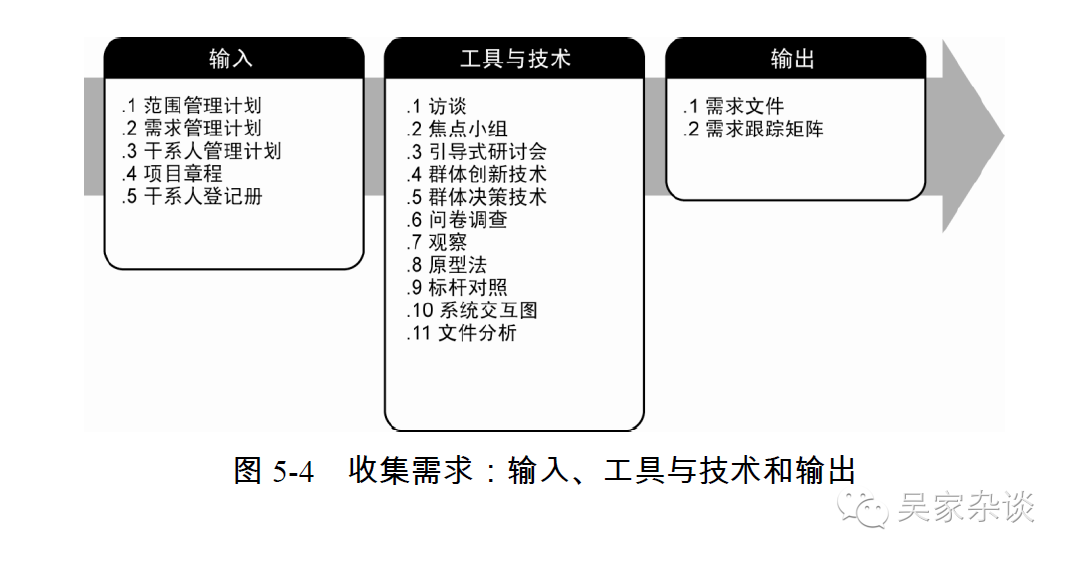 输入
.1 范围管理计划
.2 需求管理计划
.3 干系人管理计划
.4 项目章程
.5 干系人登记册
工具与技术
.1 访谈
.2 焦点小组
.3 引导式研讨会
.4 群体创新技术
.5 群体决策技术
.6 问卷调查
.7 观察
.8 原型法
.9 标杆对照
.10 系统交互图
.11 文件分析
输出
.1 需求文件
.2 需求跟踪矩阵
图 5-4 收集需求：输入、工具与技术和输出
吴家杂谈